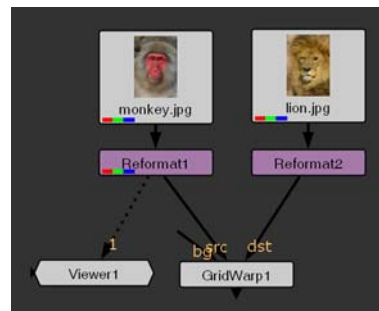 monkey.jpg
lion.jpg
Reformat1
Reformat2
1
bg
src
dst
Viewer1
GridWarp1